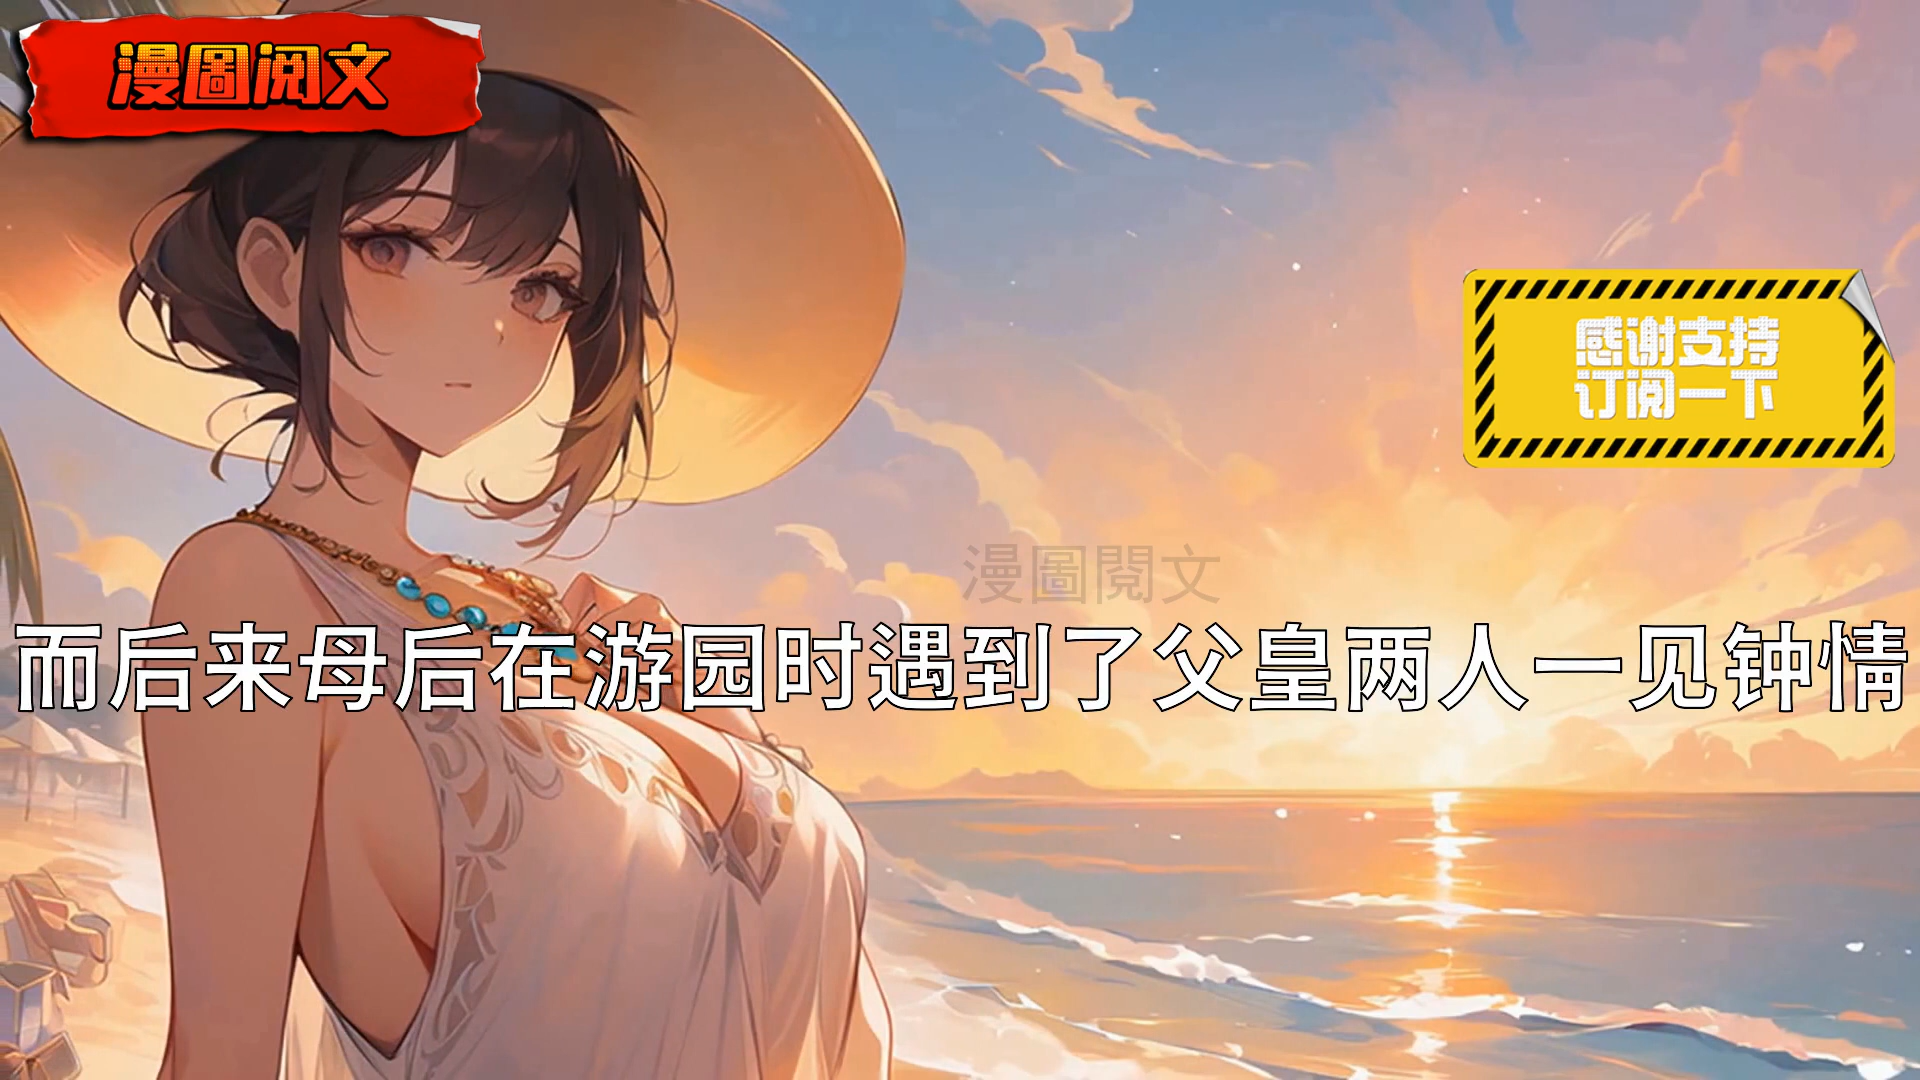 漫圖阅文
感谢支持
订阅一下
漫圖閱文
而后来母后在游园时遇到了父皇两人一见钟情